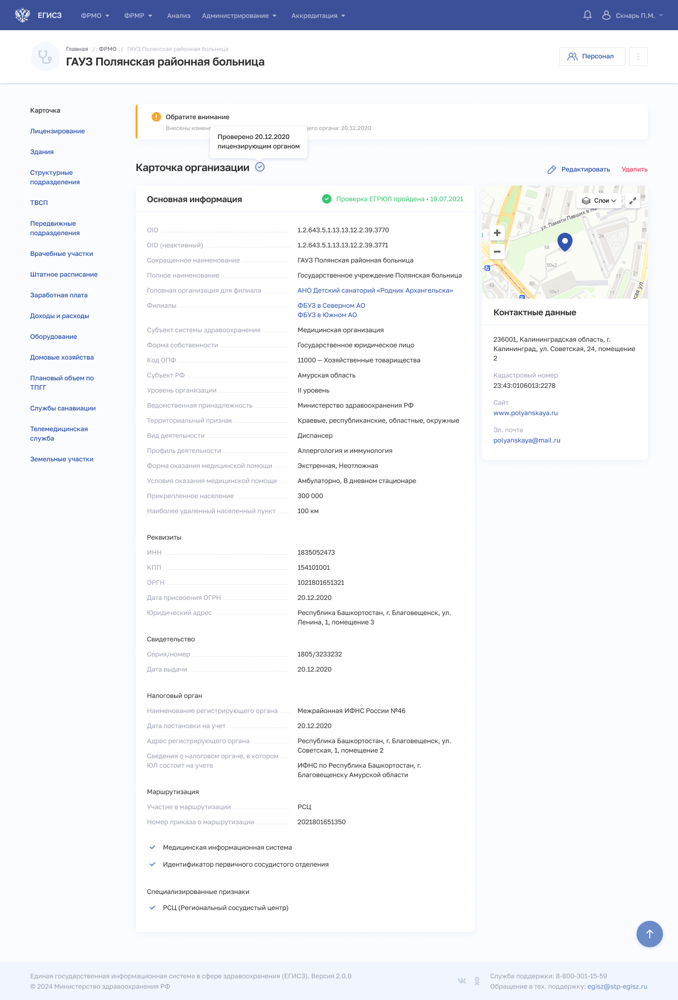 ЕГИСЗ
ФРМО
ФРМР
Анализ
Администрирование
Аккредитация
Скнарь П.М.
Главная / ФРМО / ГАУЗ Полянская районная больница
ГАУЗ Полянская районная больница
Персонал
Карточка
Лицензирование
Здания
Структурные
подразделения
ТВСП
Передвижные
подразделения
Врачебные участки
Штатное расписание
Заработная плата
Доходы и расходы
Оборудование
Домовые хозяйства
Плановый объем по
ТПГГ
Службы санавиации
Телемедицинская
служба
Земельные участки
Обратите внимание
Внесены органа: 20.12.2020
Проверено 20.12.2020
лицензирующим органом
Карточка организации
Редактировать
Удалить
Основная информация
Проверка ЕГРЮЛ пройдена • 19.07.2021
OID 1.2.643.5.1.13.13.12.2.39.3770
OID (неактивный) 1.2.643.5.1.13.13.12.2.39.3771
Сокращенное наименование ГАУЗ Полянская районная больница
Полное наименование Государственное учреждение Полянская больница
Головная организация для филиала АНО Детский санаторий «Родник Архангельска»
Филиалы ФБУЗ в Северном АО
ФБУЗ в Южном АО
Субъект системы здравоохранения Медицинская организация
Форма собственности Государственное юридическое лицо
Код ОПФ 11000 — Хозяйственные товарищества
Субъект РФ Амурская область
Уровень организации II уровень
Ведомственная принадлежность Министерство здравоохранения РФ
Территориальный признак Краевые, республиканские, областные, окружные
Вид деятельности Диспансер
Профиль деятельности Аллергология и иммунология
Форма оказания медицинской помощи Экстренная, Неотложная
Условия оказания медицинской помощи Амбулаторно, В дневном стационаре
Прикрепленное население 300 000
Наиболее удаленный населенный пункт 100 км
Реквизиты
ИНН 1835052473
КПП 154101001
ОРГН 1021801651321
Дата присвоения ОГРН 20.12.2020
Юридический адрес Республика Башкортостан, г. Благовещенск, ул.
Ленина, 1, помещение 3
Свидетельство
Серия/номер 1805/3233232
Дата выдачи 20.12.2020
Налоговый орган
Наименование регистрирующего органа Межрайонная ИФНС России №46
Дата постановки на учет 20.12.2020
Адрес регистрирующего органа Республика Башкортостан, г. Благовещенск, ул.
Советская, 1, помещение 2
Сведения о налоговом органе, в котором
ЮЛ состоит на учете ИФНС по Республика Башкортостан, г.
Благовещенску Амурской области
Маршрутизация
Участие в маршрутизации РСЦ
Номер приказа о маршрутизации 2021801651350
Медицинская информационная система
Идентификатор первичного сосудистого отделения
Специализированные признаки
РСЦ (Региональный сосудистый центр)
27
11
5
3
39
Слои
ул. Памяти Павших в
1
35
24
58
31
50к2
17
21
50
43
50к1
11
ул.
Контактные данные
236001, Калининградская область, г.
Калининград, ул. Советская, 24, помещение
2
Кадастровый номер
23:43:0106013:2278
Сайт
www.polyanskaya.ru
Эл. почта
polyanskaya@mail.ru
Единая государственная информационная система в сфере здравоохранения (ЕГИСЗ). Версия 2.0.0
© 2024 Министерство здравоохранения РФ
Служба поддержки: 8-800-301-15-59
Обращение в тех. поддержку: egisz@stp-egisz.ru